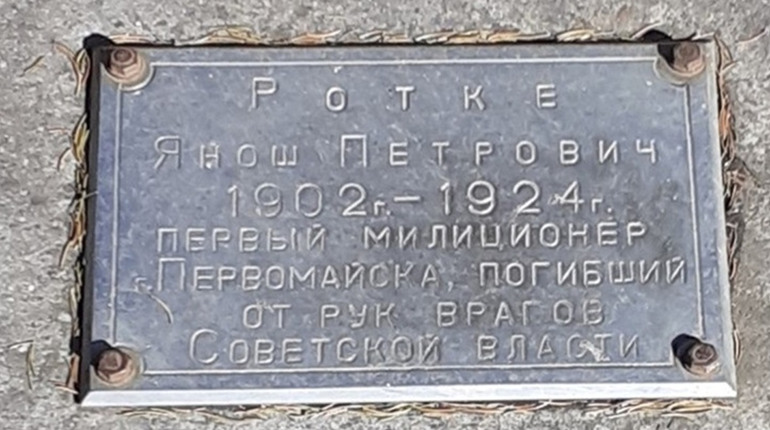 Ротке
Янош Петрович
1902г.-1924г.
первый милиционер
г.Первомайска, погибший
от рук врагов
Советской власти